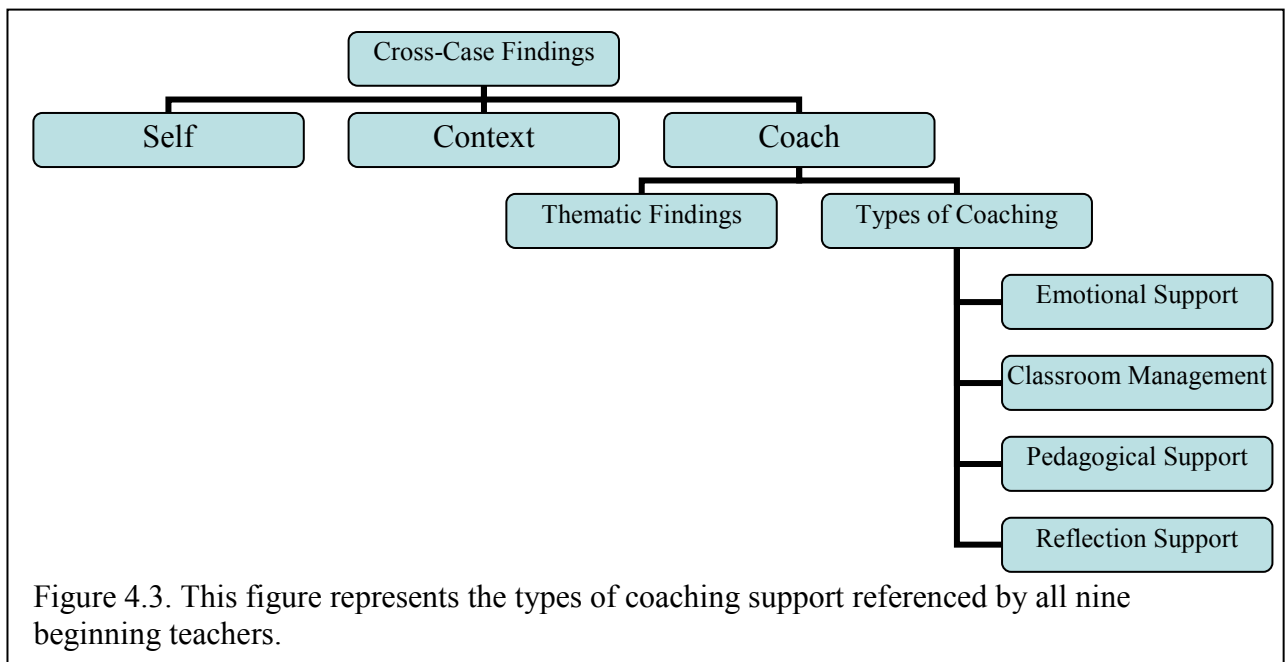 Cross-Case Findings
Self
Context
Coach
Thematic Findings
Types of Coaching
Emotional Support
Classroom Management
Pedagogical Support
Reflection Support
Figure 4.3. This figure represents the types of coaching support referenced by all nine
beginning teachers.